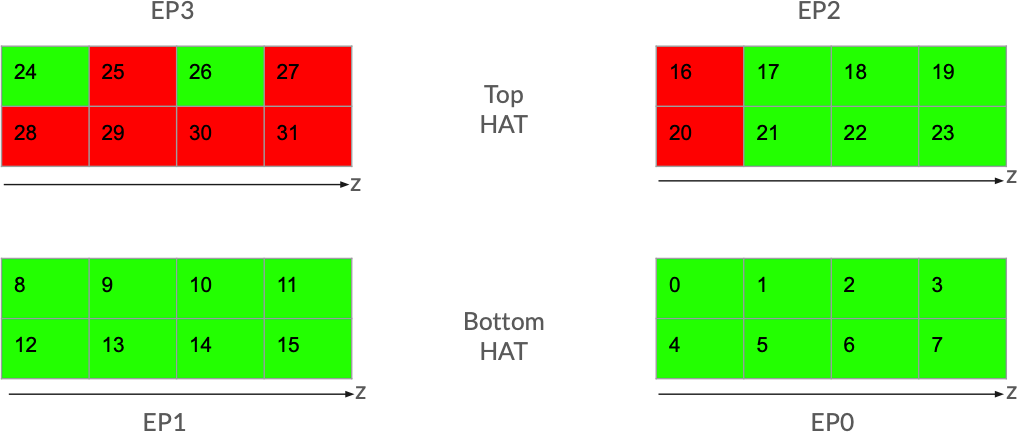 EP3 EP2
24 25 26 27 16 17 18 19
Top
HAT
28 29 30 31 20 21 22 23
z z
8 9 10 11 0 1 2 3
Bottom
HAT
12 13 14 15 4 5 6 7
z z
EP1 EP0